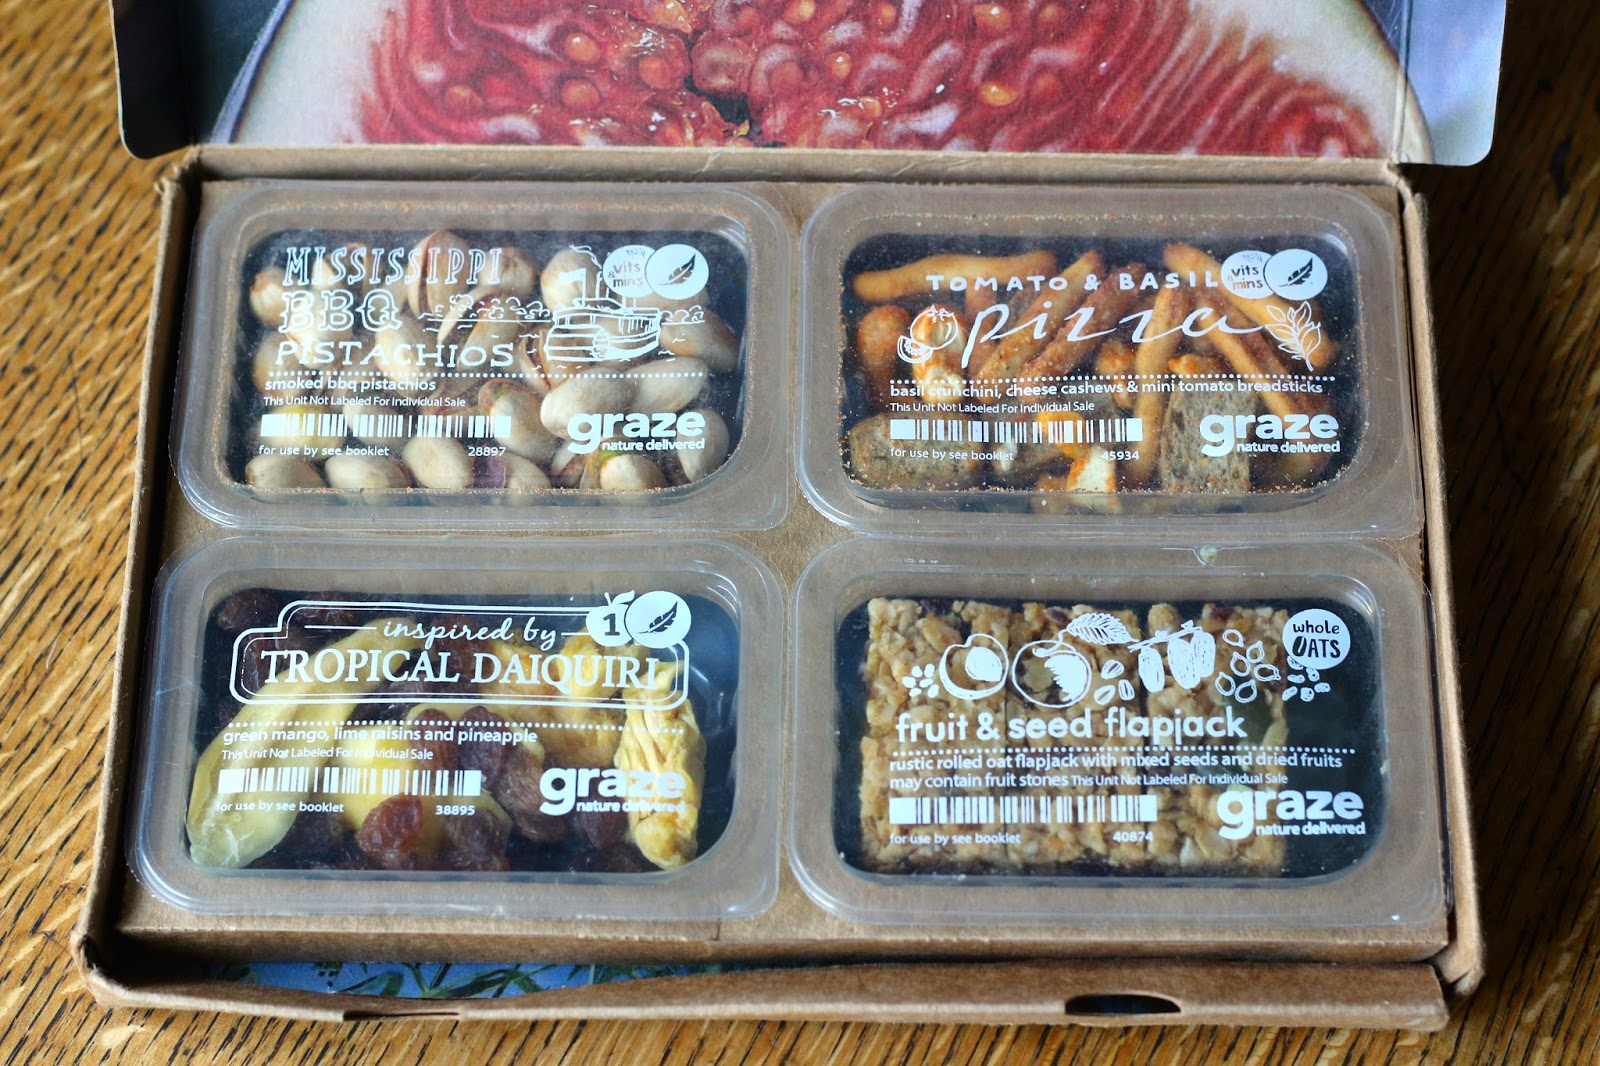 MISSISSIPPI
BBQ
PISTACHIOS
vits
& mins
smoked bbq pistachios
This Unit Not Labeled For Individual Sale
for use by see booklet
28897
graze
nature delivered
TOMATO & BASIL
pizza
vits
& mins
basil crunchini, cheese cashews & mini tomato breadsticks
This Unit Not Labeled For Individual Sale
for use by see booklet
45934
graze
nature delivered
inspired by
TROPICAL DAIQUIRI
1
green mango, lime raisins and pineapple
This Unit Not Labeled For Individual Sale
for use by see booklet
38895
graze
nature delivered
whole
OATS
fruit & seed flapjack
rustic rolled oat flapjack with mixed seeds and dried fruits
may contain fruit stones This Unit Not Labeled For Individual Sale
for use by see booklet
40874
graze
nature delivered